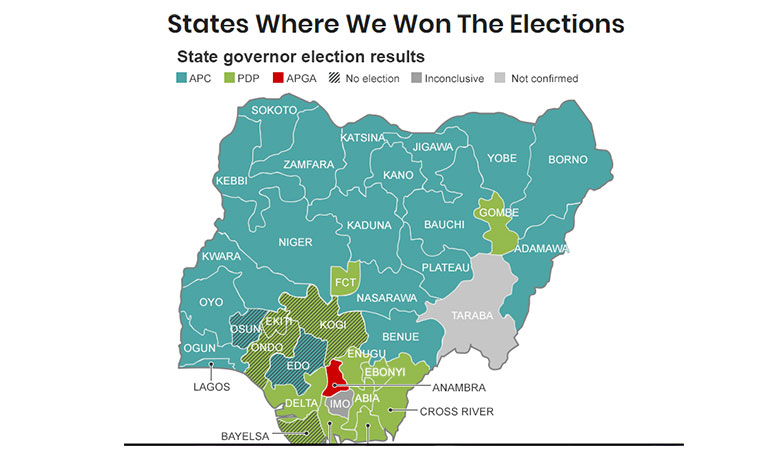 States Where We Won The Elections
State governor election results
APC PDP APGA No election Inconclusive Not confirmed
SOKOTO
KATSINA
JIGAWA
YOBE
BORNO
ZAMFARA
KANO
KEBBI
GOMBE
KADUNA
BAUCHI
NIGER
ADAMAWA
KWARA
PLATEAU
FCT
NASARAWA
OYO
TARABA
EKITI
KOGI
OSUN
BENUE
OGUN
ONDO
ENUGU
EDO
EBONYI
LAGOS
ANAMBRA
ABIA
DELTA
IMO
CROSS RIVER
BAYELSA